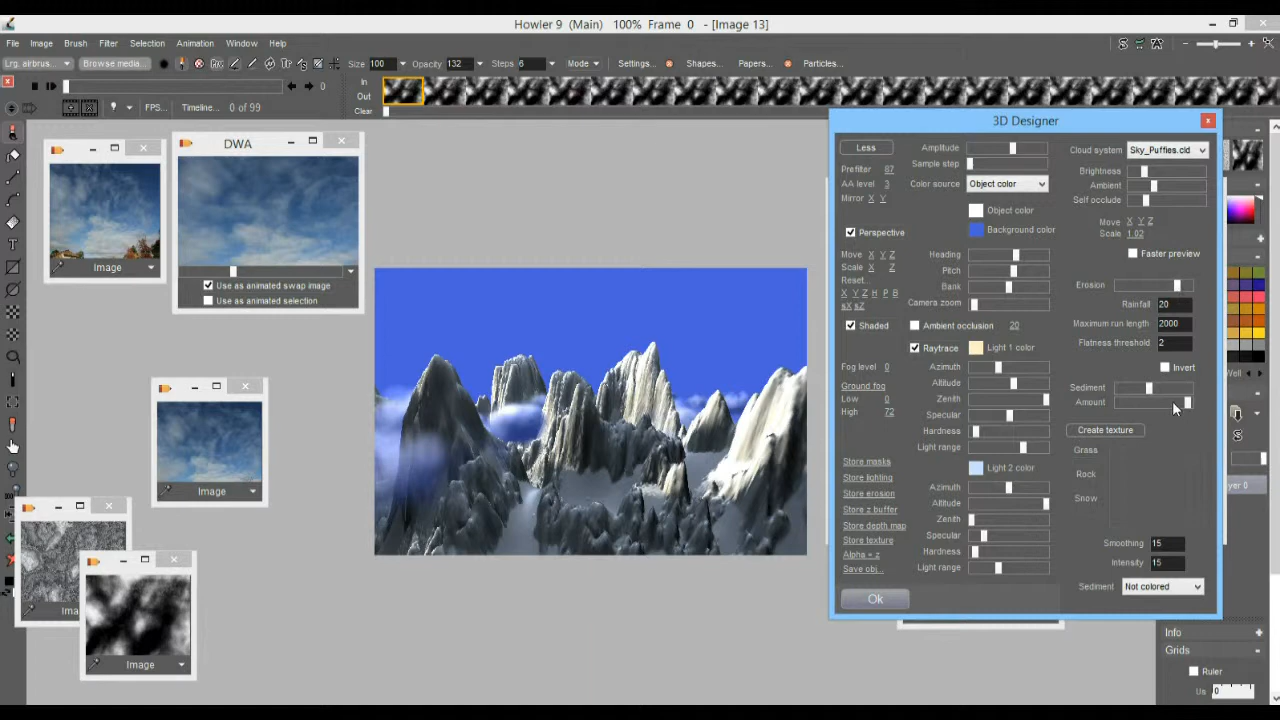 Howler 9 (Main) 100% Frame 0 - [Image 13]
File Image Brush Filter Selection Animation Window Help
Lrg. airbrus... Browse media... Size 100 Opacity 132 Steps 6 Mode Settings... Shapes... Papers... Particles...
In
0
Out
FPS... Timeline... 0 of 99
Clear
3D Designer
DWA
Less
Amplitude
Cloud system Sky_Puffies.cld
Prefilter 87
Sample step
Brightness
AA level 3
Color source Object color
Ambient
Mirror X Y
Self occlude
Object color
Move X Y Z
Perspective
Background color
Scale 1.02
Move X Y Z
Heading
Faster preview
Scale X Z
Pitch
Reset...
Bank
Erosion
X Y Z H P B
Camera zoom
Rainfall 20
sX sZ
Shaded
Ambient occlusion 20
Maximum run length 2000
Raytrace
Light 1 color
Flatness threshold 2
Fog level 0
Azimuth
Invert
Ground fog
Altitude
Sediment
Low 0
Zenith
Amount
High 72
Specular
Hardness
Create texture
Light range
Grass
Store masks
Light 2 color
Rock
Store lighting
Azimuth
Store erosion
Altitude
Snow
Store z buffer
Zenith
Store depth map
Specular
Store texture
Hardness
Smoothing 15
Alpha = z
Light range
Intensity 15
Save obj...
Sediment Not colored
Ok
Image
Use as animated swap image
Use as animated selection
Image
Ima
Image
Well
yer 0
Info
Grids
Ruler
Us 0